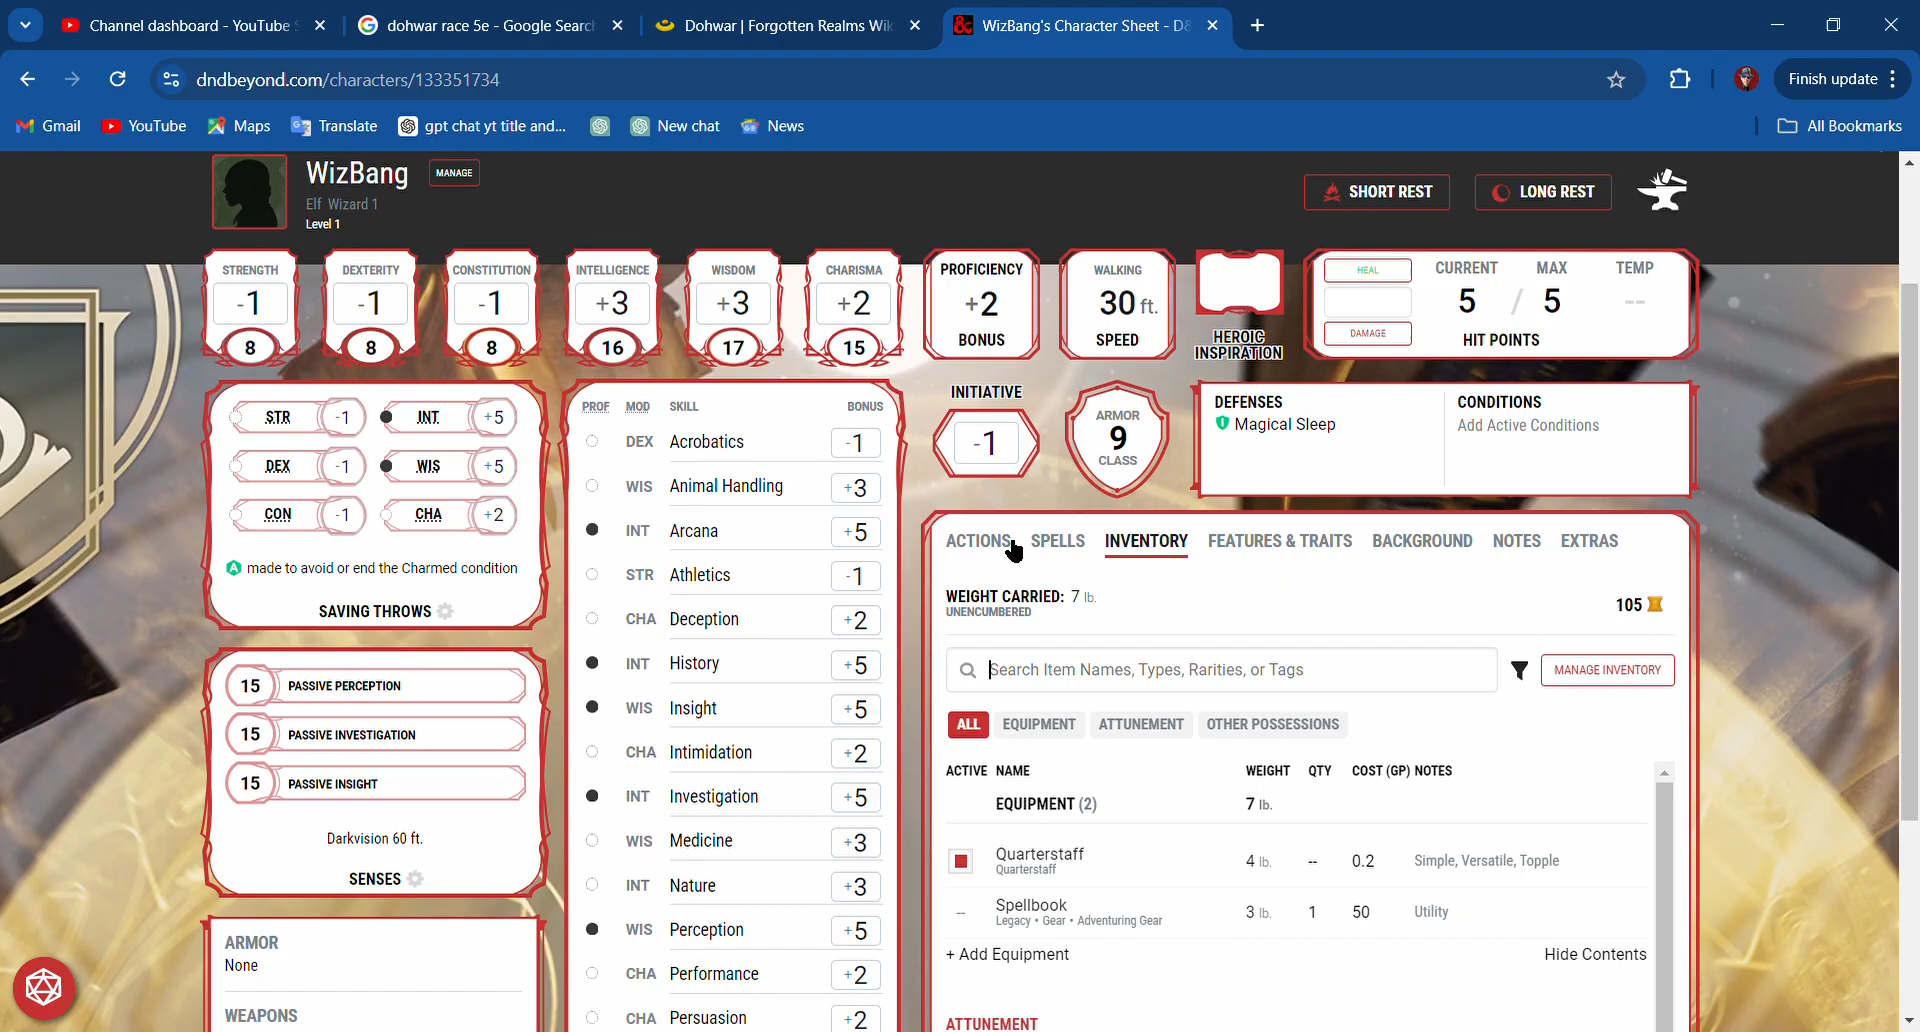 Channel dashboard - YouTube S
dohwar race 5e - Google Search
Dohwar | Forgotten Realms Wik
WizBang's Character Sheet - D&
dndbeyond.com/characters/133351734
Finish update
Gmail
YouTube
Maps
Translate
gpt chat yt title and...
New chat
News
All Bookmarks
WizBang
MANAGE
Elf Wizard 1
Level 1
SHORT REST
LONG REST
STRENGTH
-1
8
DEXTERITY
-1
8
CONSTITUTION
-1
8
INTELLIGENCE
+3
16
WISDOM
+3
17
CHARISMA
+2
15
PROFICIENCY
+2
BONUS
WALKING
30 ft.
SPEED
HEROIC
INSPIRATION
HEAL
DAMAGE
CURRENT MAX TEMP
5 / 5 --
HIT POINTS
STR -1 INT +5
DEX -1 WIS +5
CON -1 CHA +2
made to avoid or end the Charmed condition
SAVING THROWS
15 PASSIVE PERCEPTION
15 PASSIVE INVESTIGATION
15 PASSIVE INSIGHT
Darkvision 60 ft.
SENSES
ARMOR
None
WEAPONS
PROF MOD SKILL BONUS
DEX Acrobatics -1
WIS Animal Handling +3
INT Arcana +5
STR Athletics -1
CHA Deception +2
INT History +5
WIS Insight +5
CHA Intimidation +2
INT Investigation +5
WIS Medicine +3
INT Nature +3
WIS Perception +5
CHA Performance +2
CHA Persuasion +2
INITIATIVE
-1
ARMOR
9
CLASS
DEFENSES
Magical Sleep
CONDITIONS
Add Active Conditions
ACTIONS SPELLS INVENTORY FEATURES & TRAITS BACKGROUND NOTES EXTRAS
WEIGHT CARRIED: 7 lb.
UNENCUMBERED
105
Search Item Names, Types, Rarities, or Tags
MANAGE INVENTORY
ALL EQUIPMENT ATTUNEMENT OTHER POSSESSIONS
ACTIVE NAME WEIGHT QTY COST (GP) NOTES
EQUIPMENT (2) 7 lb.
Quarterstaff 4 lb. -- 0.2 Simple, Versatile, Topple
Quarterstaff
-- Spellbook 3 lb. 1 50 Utility
Legacy • Gear • Adventuring Gear
+ Add Equipment Hide Contents
ATTUNEMENT